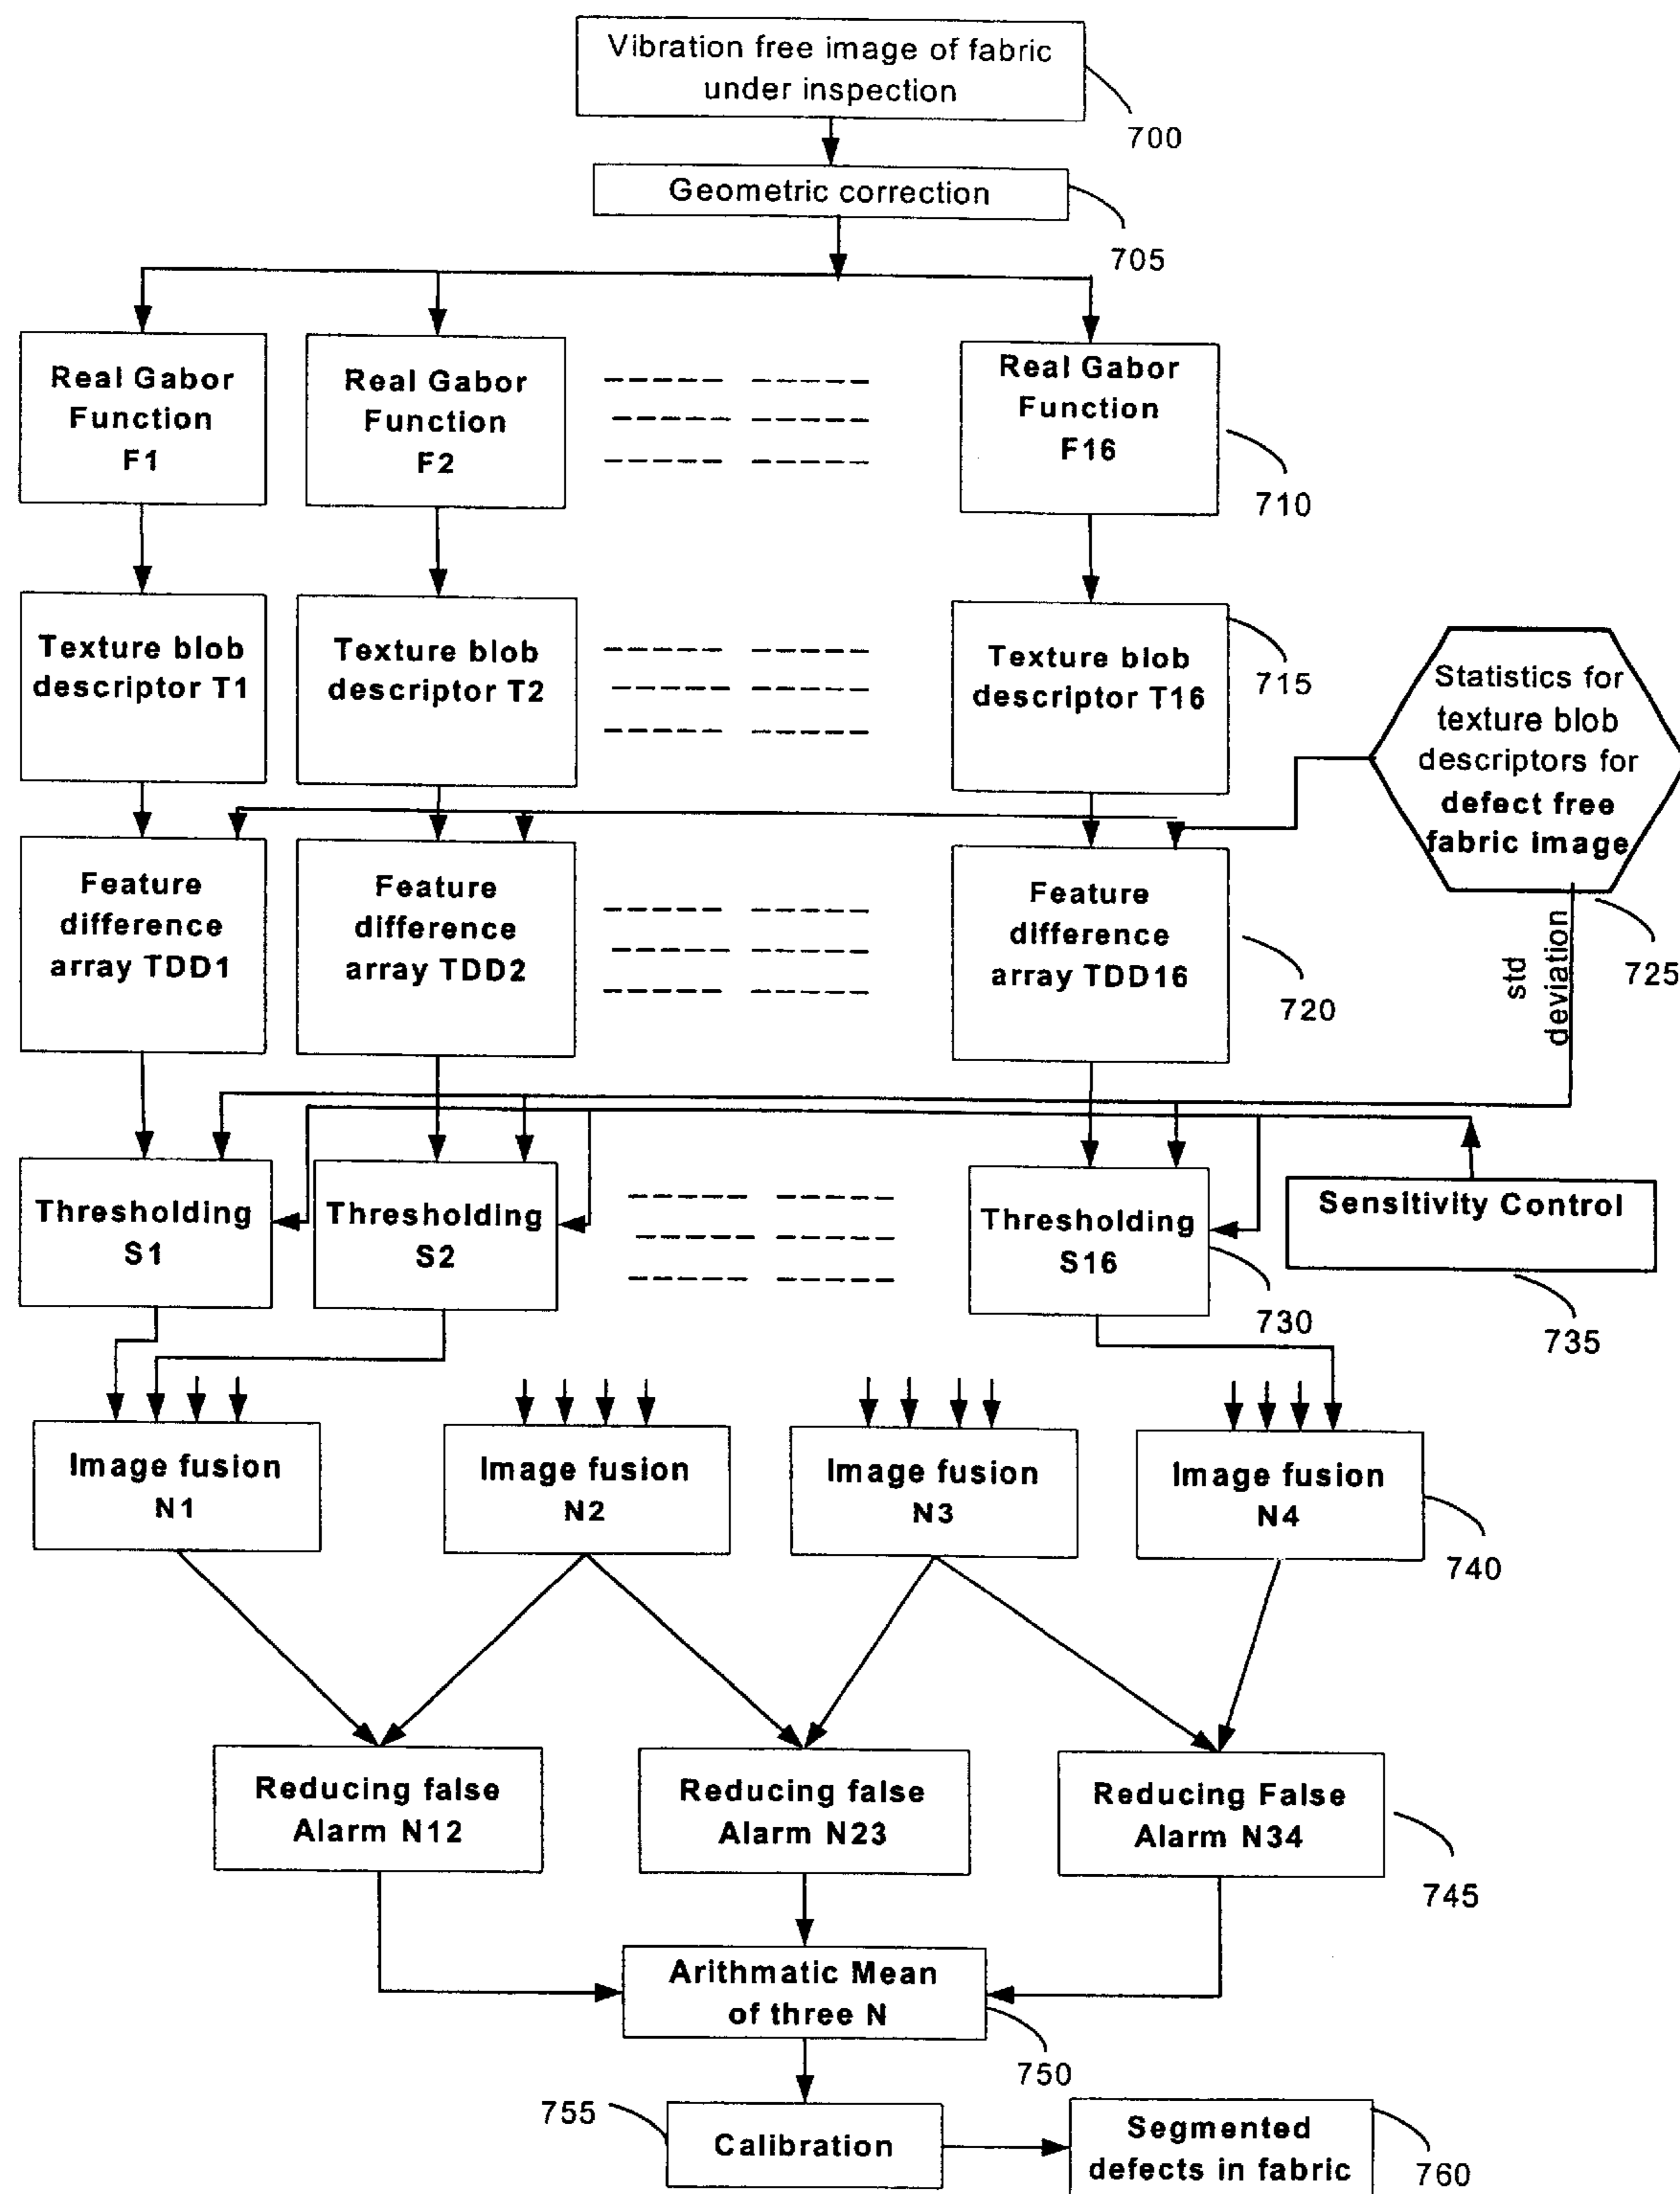 Vibration free image of fabric
under inspection
700
Geometric correction
705
Real Gabor
Function
F1
Real Gabor
Function
F2
Real Gabor
Function
F16
710
Texture blob
descriptor T1
Texture blob
descriptor T2
Texture blob
descriptor T16
715
Statistics for
texture blob
descriptors for
defect free
fabric image
725
Feature
difference
array TDD1
Feature
difference
array TDD2
Feature
difference
array TDD16
720
std
deviation
Thresholding
S1
Thresholding
S2
Thresholding
S16
730
Sensitivity Control
735
Image fusion
N1
Image fusion
N2
Image fusion
N3
Image fusion
N4
740
Reducing false
Alarm N12
Reducing false
Alarm N23
Reducing False
Alarm N34
745
Arithmatic Mean
of three N
750
755
Calibration
Segmented
defects in fabric
760